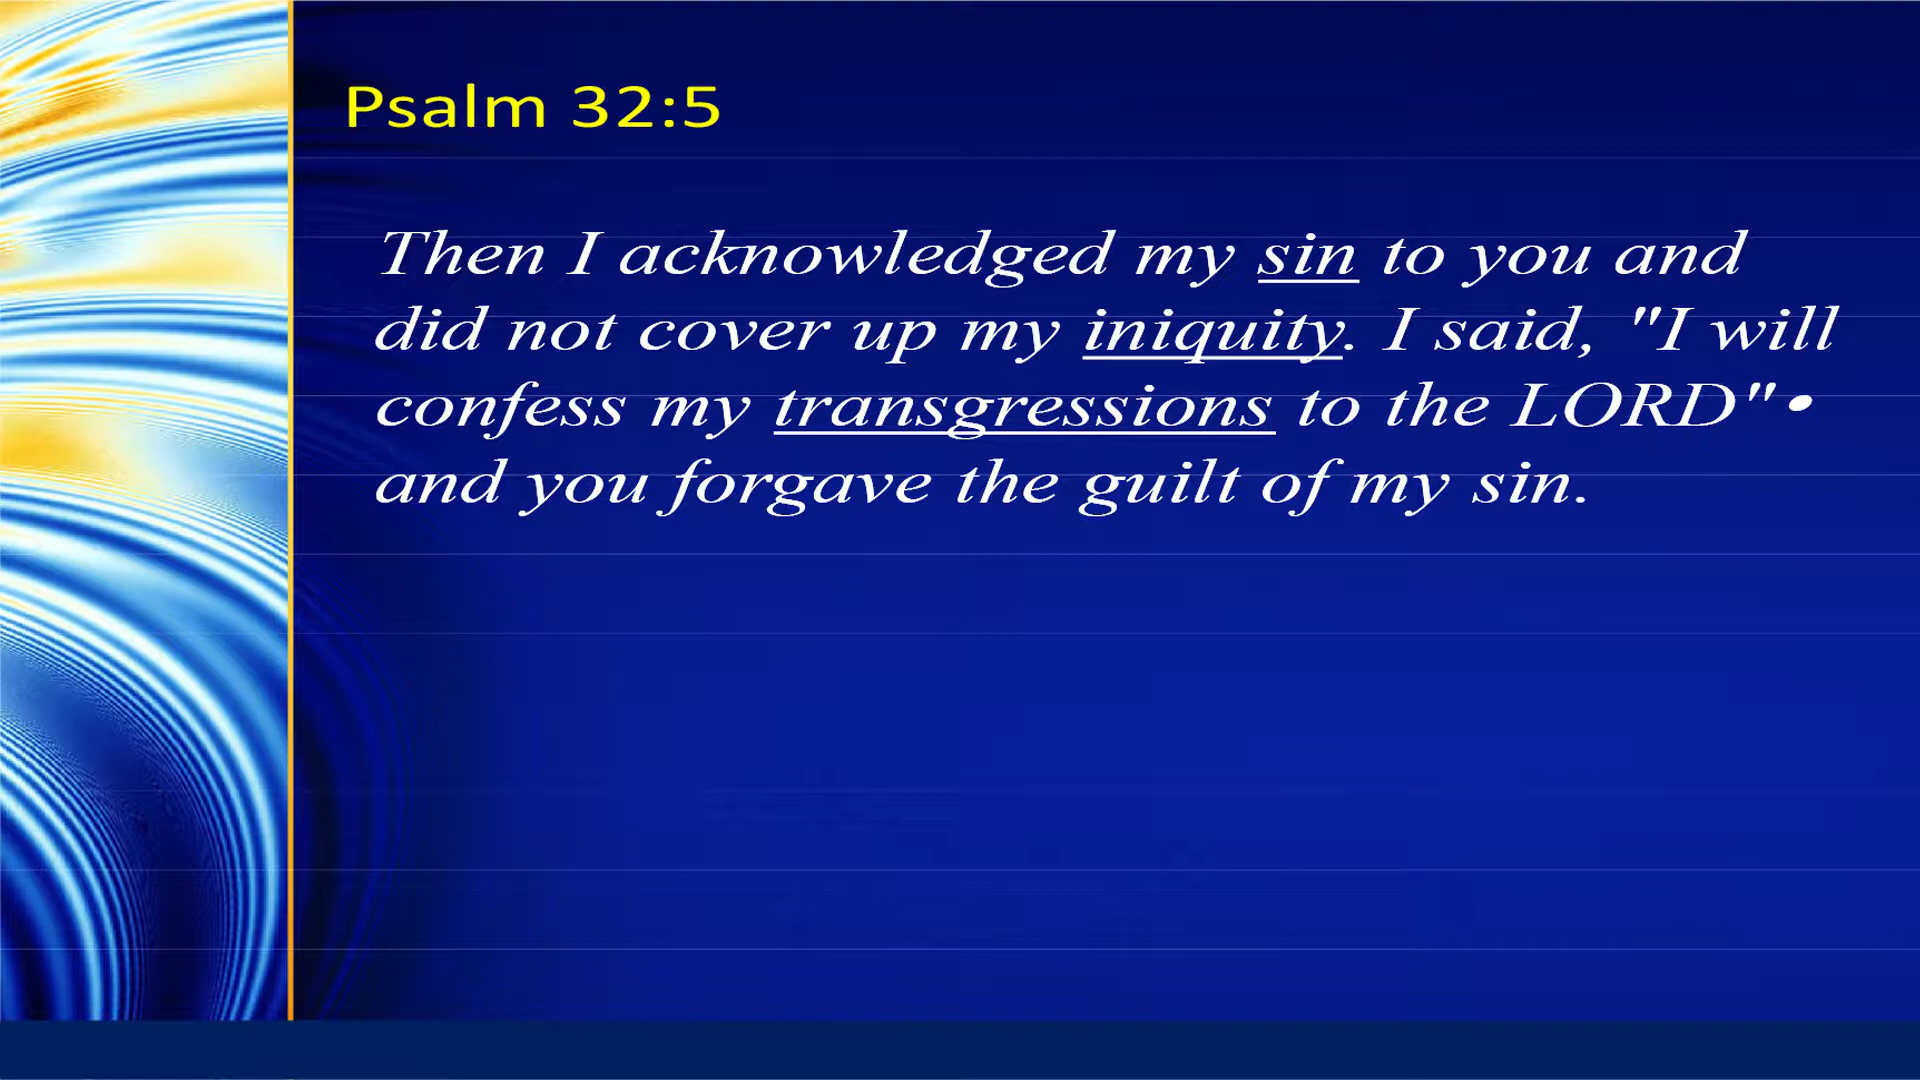 Psalm 32:5
Then I acknowledged my sin to you and
did not cover up my iniquity. I said, "I will
confess my transgressions to the LORD"•
and you forgave the guilt of my sin.